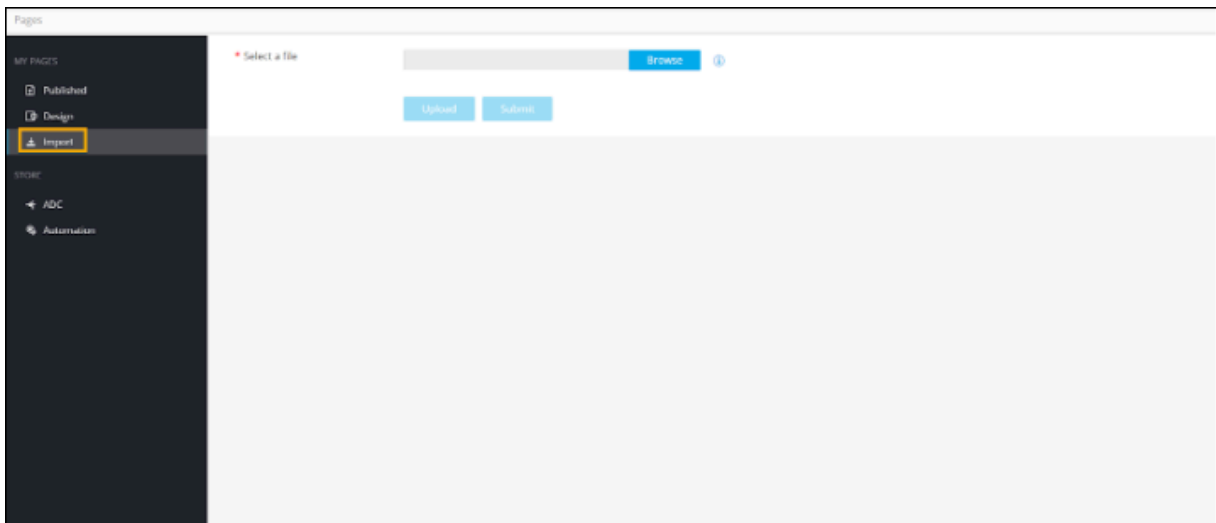 Pages
MY PAGES
Published
Design
Import
STORE
ADC
Automation
* Select a file
Browse
Upload
Submit